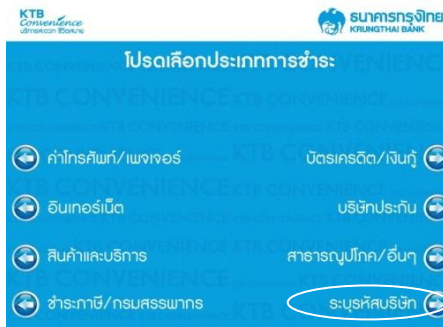 KTB
Convenience
บริการสะดวก ชีวิตสบาย
ธนาคารกรุงไทย
KRUNGTHAI BANK
โปรดเลือกประเภทการชำระ
ค่าโทรศัพท์/เพจเจอร์
บัตรเครดิต/เงินกู้
อินเทอร์เน็ต
บริษัทประกัน
สินค้าและบริการ
สาธารณูปโภค/อื่นๆ
ชำระภาษี/กรมสรรพากร
ระบุรหัสบริษัท